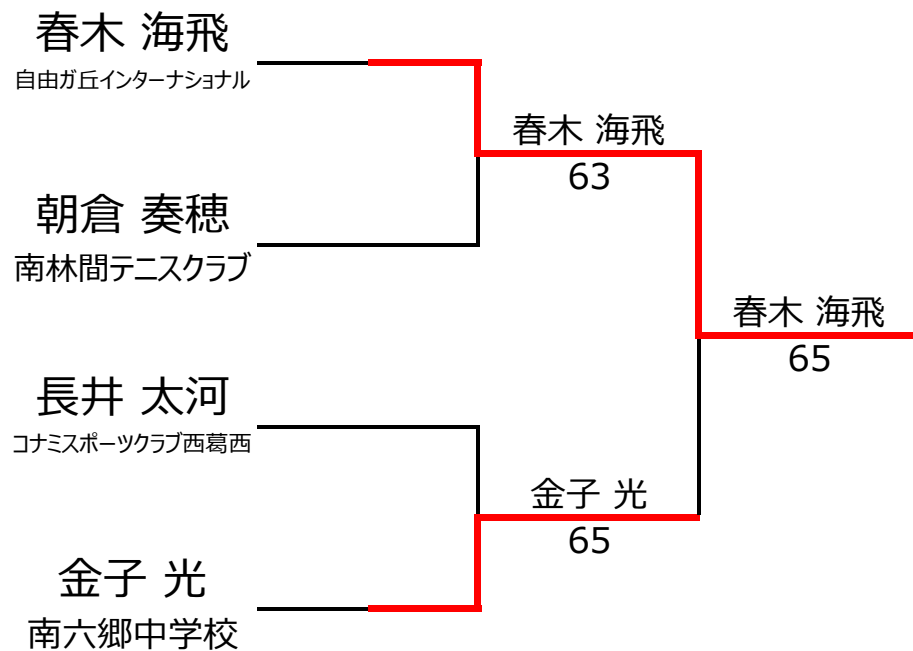 春木 海飛
自由ガ丘インターナショナル
春木 海飛
63
朝倉 奏穂
南林間テニスクラブ
春木 海飛
65
長井 太河
コナミスポーツクラブ西葛西
金子 光
65
金子 光
南六郷中学校